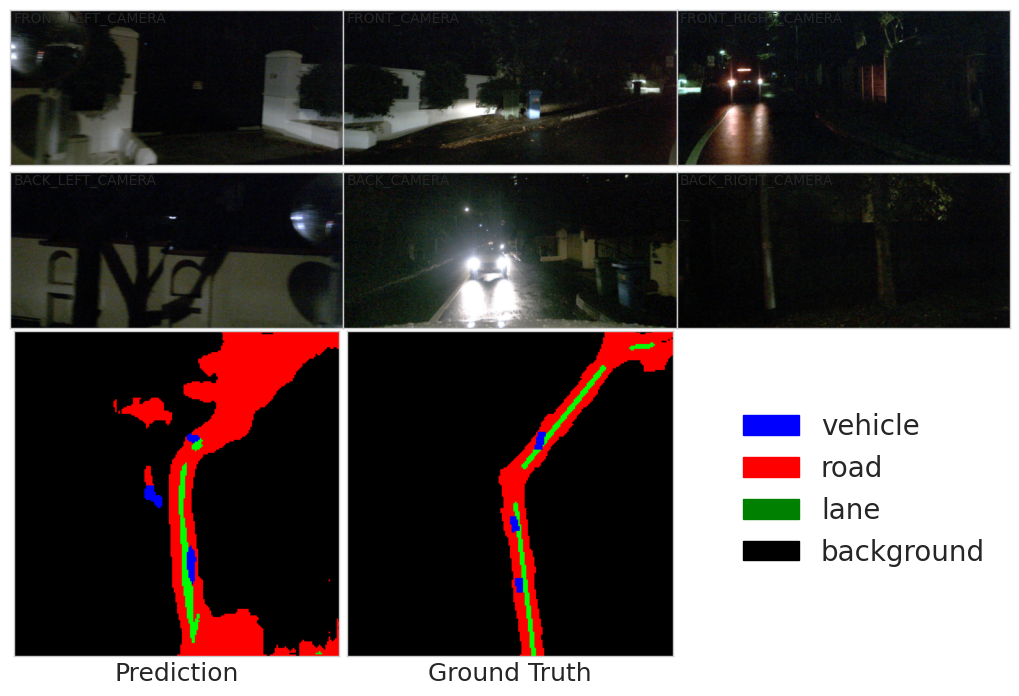 FRONT_LEFT_CAMERA
FRONT_CAMERA
FRONT_RIGHT_CAMERA
BACK_LEFT_CAMERA
BACK_CAMERA
BACK_RIGHT_CAMERA
vehicle
road
lane
background
Prediction
Ground Truth